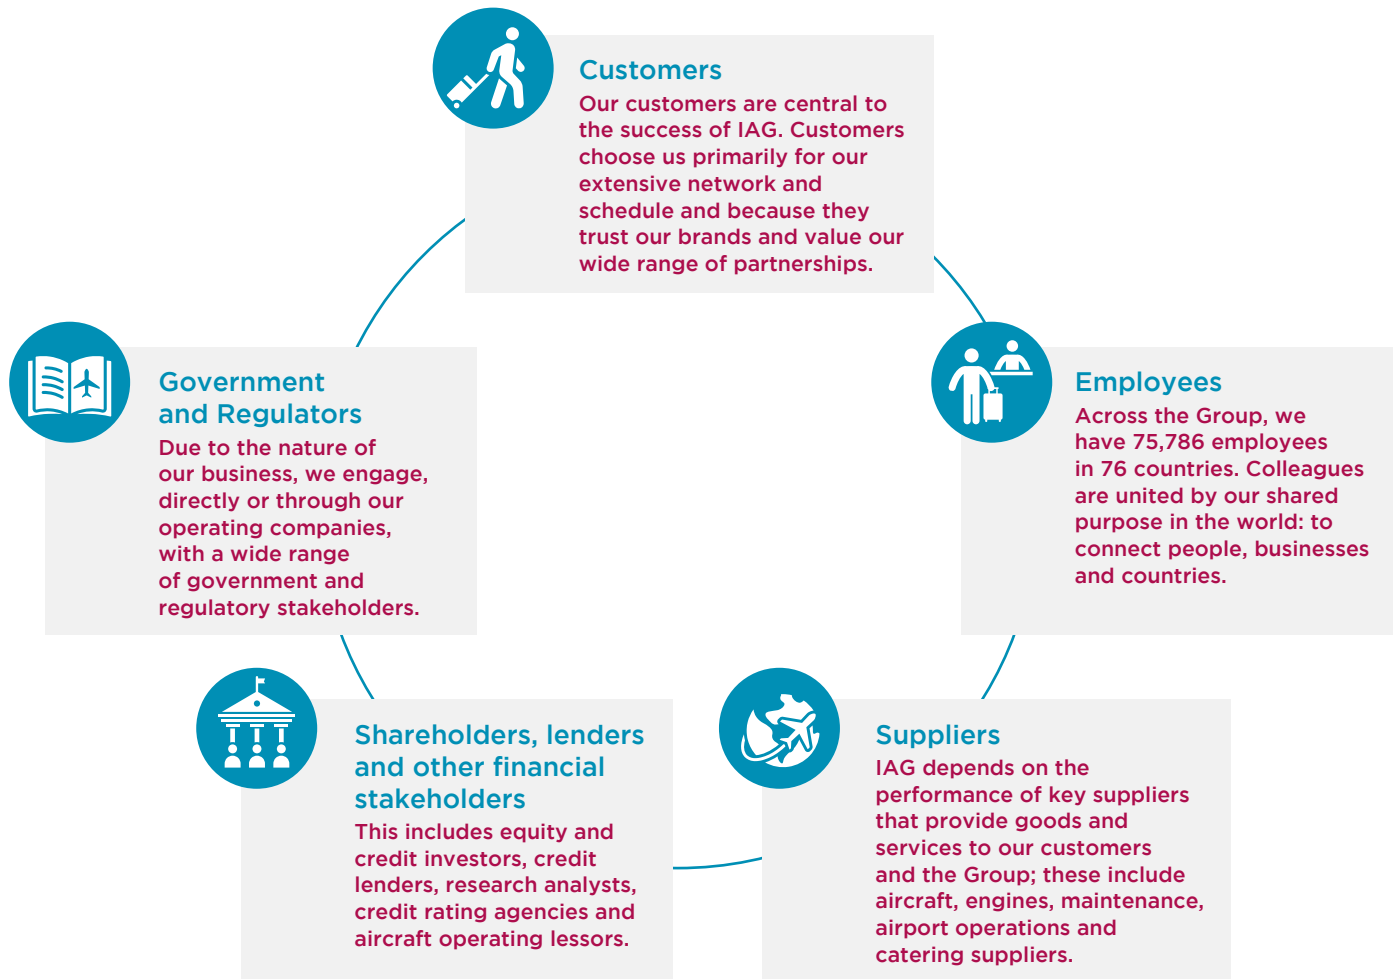 Customers
Our customers are central to
the success of IAG. Customers
choose us primarily for our
extensive network and
schedule and because they
trust our brands and value our
wide range of partnerships.
Government
and Regulators
Due to the nature of
our business, we engage,
directly or through our
operating companies,
with a wide range
of government and
regulatory stakeholders.
Employees
Across the Group, we
have 75,786 employees
in 76 countries. Colleagues
are united by our shared
purpose in the world: to
connect people, businesses
and countries.
Shareholders, lenders
and other financial
stakeholders
This includes equity and
credit investors, credit
lenders, research analysts,
credit rating agencies and
aircraft operating lessors.
Suppliers
IAG depends on the
performance of key suppliers
that provide goods and
services to our customers
and the Group; these include
aircraft, engines, maintenance,
airport operations and
catering suppliers.